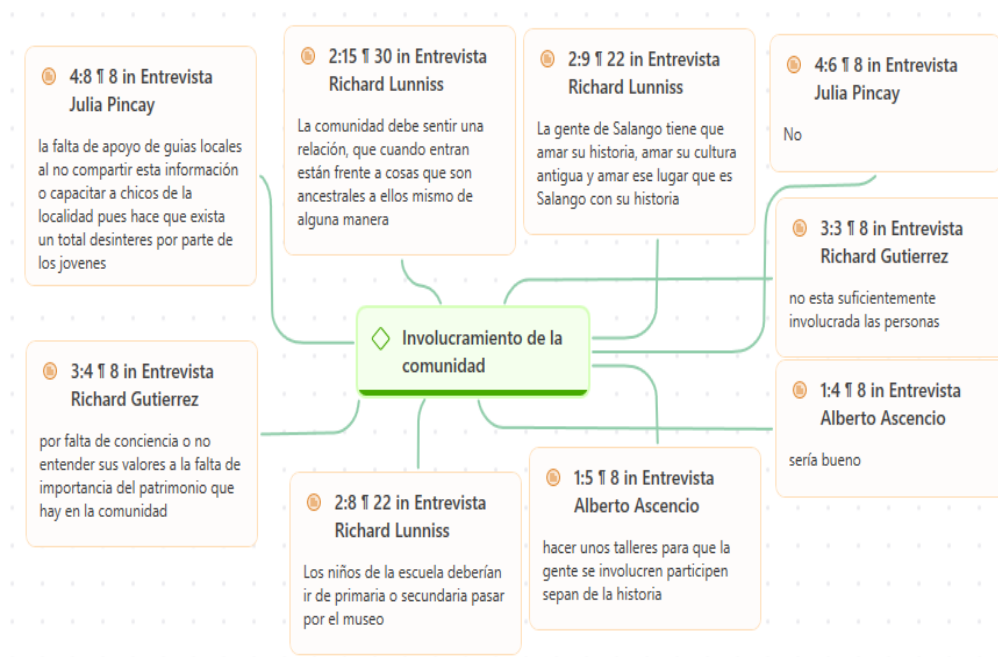 4:8 ¶ 8 in Entrevista
Julia Pincay
la falta de apoyo de guias locales
al no compartir esta información
o capacitar a chicos de la
localidad pues hace que exista
un total desinteres por parte de
los jovenes
2:15 ¶ 30 in Entrevista
Richard Lunniss
La comunidad debe sentir una
relación, que cuando entran
están frente a cosas que son
ancestrales a ellos mismo de
alguna manera
2:9 ¶ 22 in Entrevista
Richard Lunniss
La gente de Salango tiene que
amar su historia, amar su cultura
antigua y amar ese lugar que es
Salango con su historia
4:6 ¶ 8 in Entrevista
Julia Pincay
No
3:3 ¶ 8 in Entrevista
Richard Gutierrez
no esta suficientemente
involucrada las personas
Involucramiento de la
comunidad
3:4 ¶ 8 in Entrevista
Richard Gutierrez
por falta de conciencia o no
entender sus valores a la falta de
importancia del patrimonio que
hay en la comunidad
2:8 ¶ 22 in Entrevista
Richard Lunniss
Los niños de la escuela deberían
ir de primaria o secundaria pasar
por el museo
1:5 ¶ 8 in Entrevista
Alberto Ascencio
hacer unos talleres para que la
gente se involucren participen
sepan de la historia
1:4 ¶ 8 in Entrevista
Alberto Ascencio
sería bueno